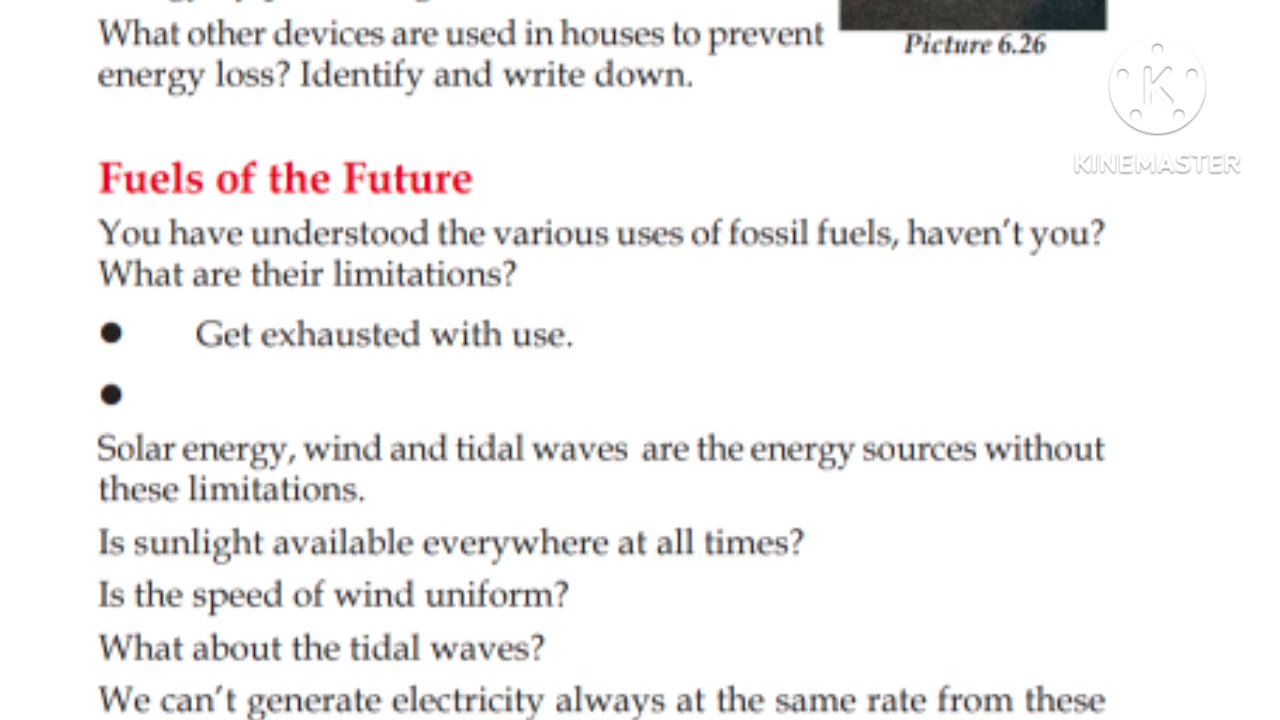 What other devices are used in houses to prevent
energy loss? Identify and write down.
Picture 6.26
K
KINEMASTER
Fuels of the Future
You have understood the various uses of fossil fuels, haven't you?
What are their limitations?
● Get exhausted with use.
●
Solar energy, wind and tidal waves are the energy sources without
these limitations.
Is sunlight available everywhere at all times?
Is the speed of wind uniform?
What about the tidal waves?
We can't generate electricity always at the same rate from these